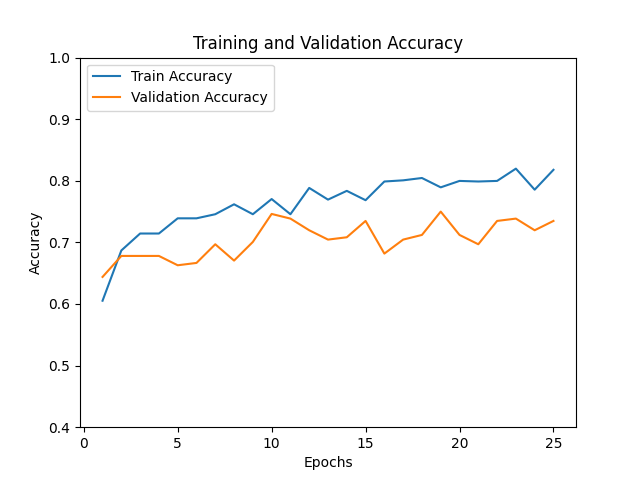 Training and Validation Accuracy
Train Accuracy
Validation Accuracy
1.0
0.9
0.8
0.7
0.6
0.5
0.4
Accuracy
0 5 10 15 20 25
Epochs